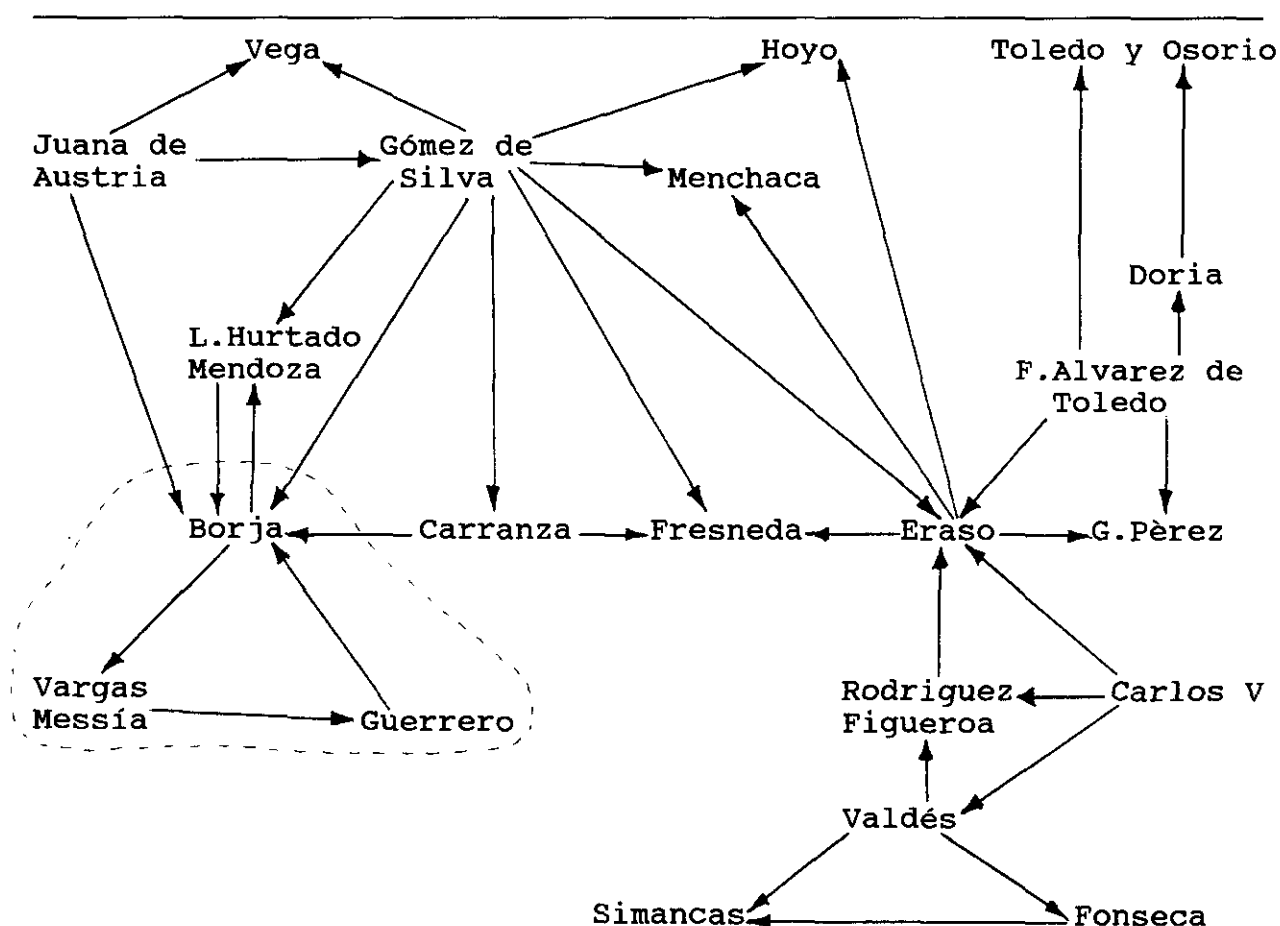 Vega
Hoyo
Toledo y Osorio
Juana de
Austria
Gómez de
Silva
Menchaca
Doria
L.Hurtado
Mendoza
F.Alvarez de
Toledo
Borja
Carranza
Fresneda
Eraso
G.Pèrez
Vargas
Messía
Guerrero
Rodriguez
Figueroa
Carlos V
Valdés
Simancas
Fonseca